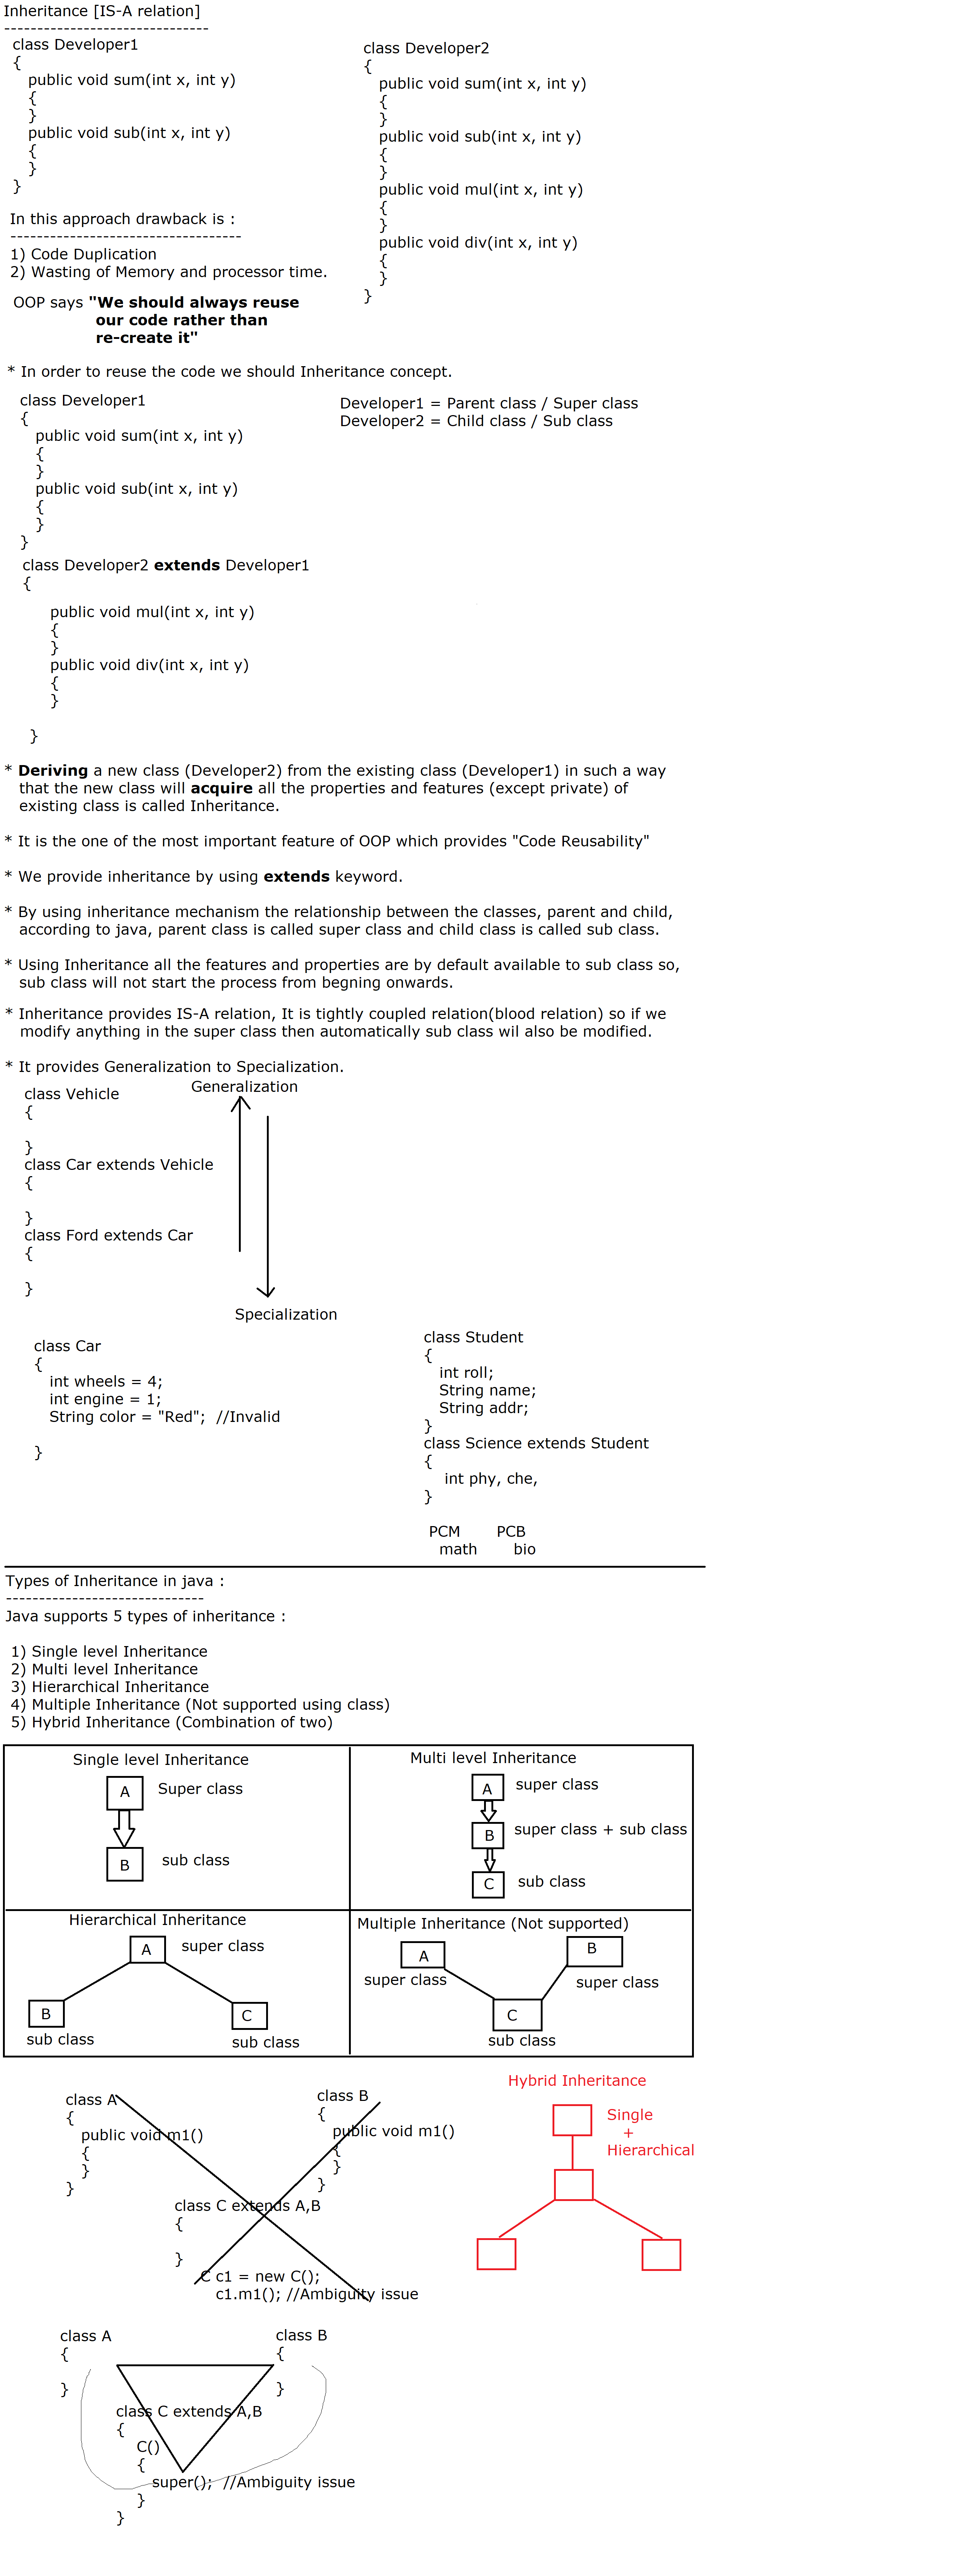 Inheritance [IS-A relation]
-------------------------------
class Developer1
{
public void sum(int x, int y)
{
}
public void sub(int x, int y)
{
}
}
class Developer2
{
public void sum(int x, int y)
{
}
public void sub(int x, int y)
{
}
public void mul(int x, int y)
{
}
public void div(int x, int y)
{
}
}
In this approach drawback is :
-----------------------------------
1) Code Duplication
2) Wasting of Memory and processor time.
OOP says "We should always reuse
our code rather than
re-create it"
* In order to reuse the code we should Inheritance concept.
class Developer1
{
public void sum(int x, int y)
{
}
public void sub(int x, int y)
{
}
}
Developer1 = Parent class / Super class
Developer2 = Child class / Sub class
class Developer2 extends Developer1
{
public void mul(int x, int y)
{
}
public void div(int x, int y)
{
}
}
* Deriving a new class (Developer2) from the existing class (Developer1) in such a way
that the new class will acquire all the properties and features (except private) of
existing class is called Inheritance.
* It is the one of the most important feature of OOP which provides "Code Reusability"
* We provide inheritance by using extends keyword.
* By using inheritance mechanism the relationship between the classes, parent and child,
according to java, parent class is called super class and child class is called sub class.
* Using Inheritance all the features and properties are by default available to sub class so,
sub class will not start the process from begning onwards.
* Inheritance provides IS-A relation, It is tightly coupled relation(blood relation) so if we
modify anything in the super class then automatically sub class wil also be modified.
* It provides Generalization to Specialization.
Generalization
class Vehicle
{
}
class Car extends Vehicle
{
}
class Ford extends Car
{
}
Specialization
class Car
{
int wheels = 4;
int engine = 1;
String color = "Red"; //Invalid
}
class Student
{
int roll;
String name;
String addr;
}
class Science extends Student
{
int phy, che,
}
PCM PCB
math bio
Types of Inheritance in java :
------------------------------
Java supports 5 types of inheritance :
1) Single level Inheritance
2) Multi level Inheritance
3) Hierarchical Inheritance
4) Multiple Inheritance (Not supported using class)
5) Hybrid Inheritance (Combination of two)
Single level Inheritance
A Super class
B sub class
Multi level Inheritance
A super class
B super class + sub class
C sub class
Hierarchical Inheritance
A super class
B
C
sub class
sub class
Multiple Inheritance (Not supported)
A
B
super class
super class
C
sub class
class A
{
public void m1()
{
}
}
class B
{
public void m1()
{
}
}
class C extends A,B
{
}
C c1 = new C();
c1.m1(); //Ambiguity issue
Hybrid Inheritance
Single
+
Hierarchical
class A
{
}
class B
{
}
class C extends A,B
{
C()
{
super(); //Ambiguity issue
}
}